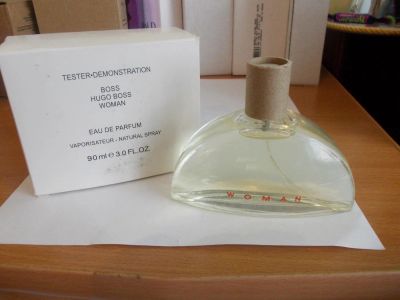 TESTER•DEMONSTRATION
BOSS
HUGO BOSS
WOMAN
EAU DE PARFUM
VAPORISATEUR - NATURAL SPRAY
90 ml e 3.0 FL.OZ
WOMAN